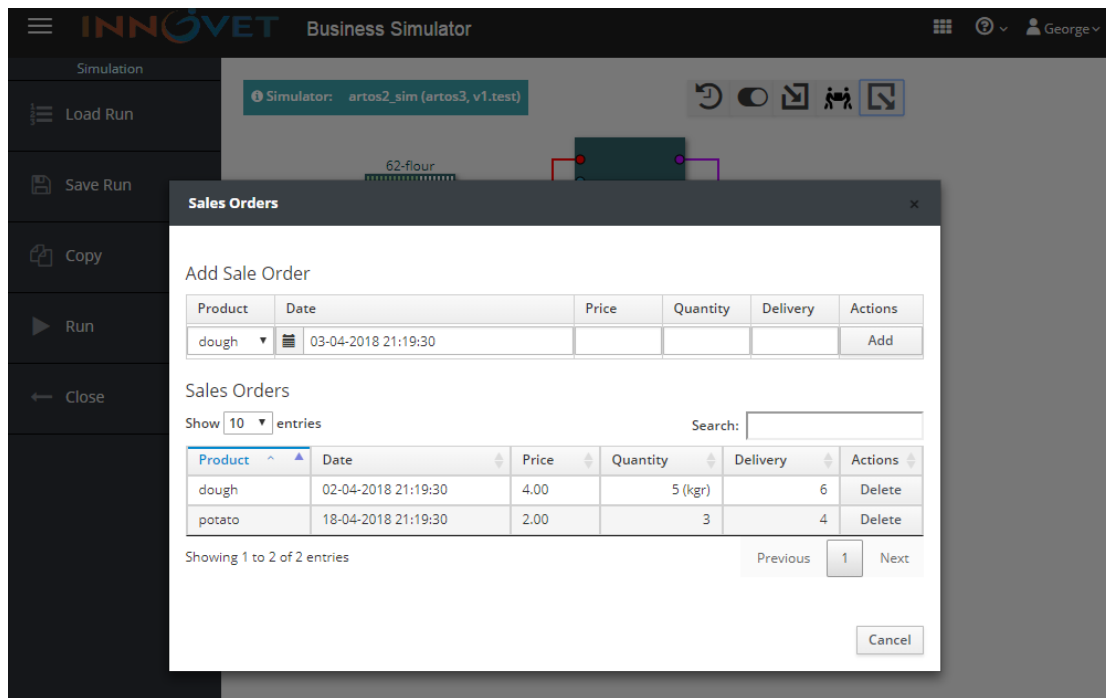 INNOVET Business Simulator George
Simulation
Simulator: artos2_sim (artos3, v1.test)
Load Run
62-flour
Save Run
Copy
Run
Close
Sales Orders ×
Add Sale Order
Product Date Price Quantity Delivery Actions
dough 03-04-2018 21:19:30 Add
Sales Orders
Show 10 entries Search:
Product Date Price Quantity Delivery Actions
dough 02-04-2018 21:19:30 4.00 5 (kgr) 6 Delete
potato 18-04-2018 21:19:30 2.00 3 4 Delete
Showing 1 to 2 of 2 entries Previous 1 Next
Cancel